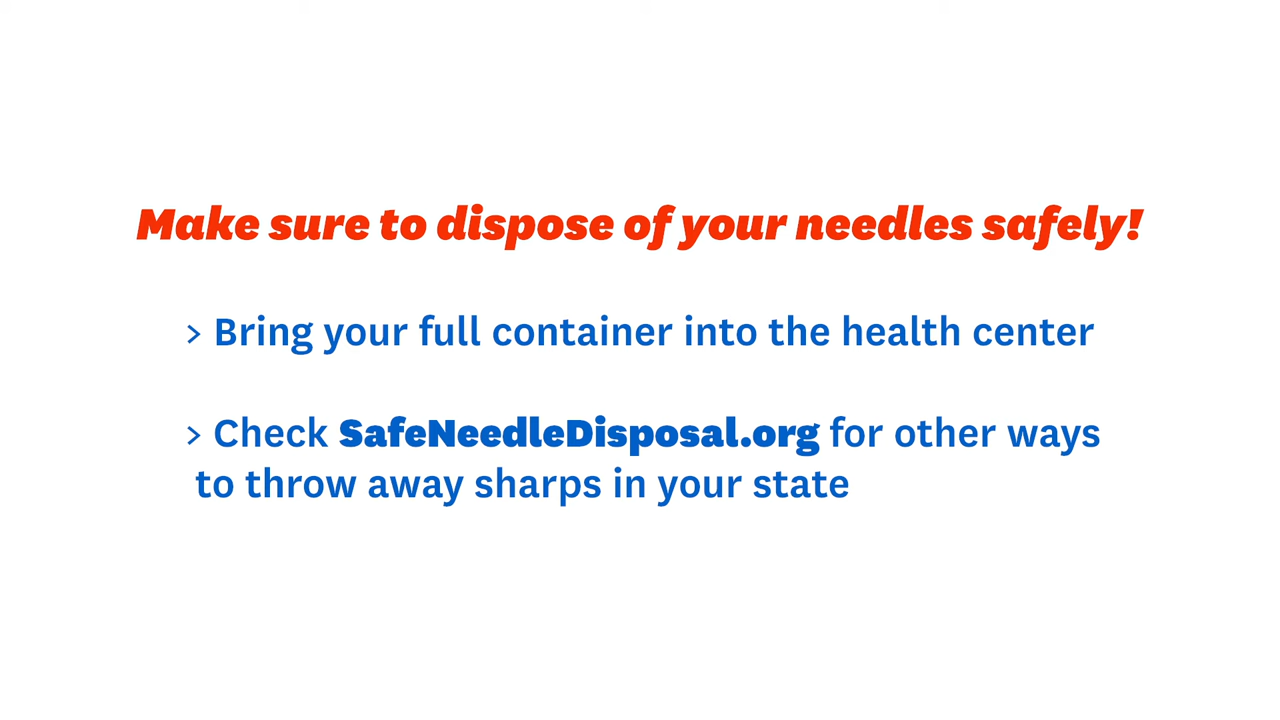 Make sure to dispose of your needles safely!
> Bring your full container into the health center
> Check SafeNeedleDisposal.org for other ways
to throw away sharps in your state